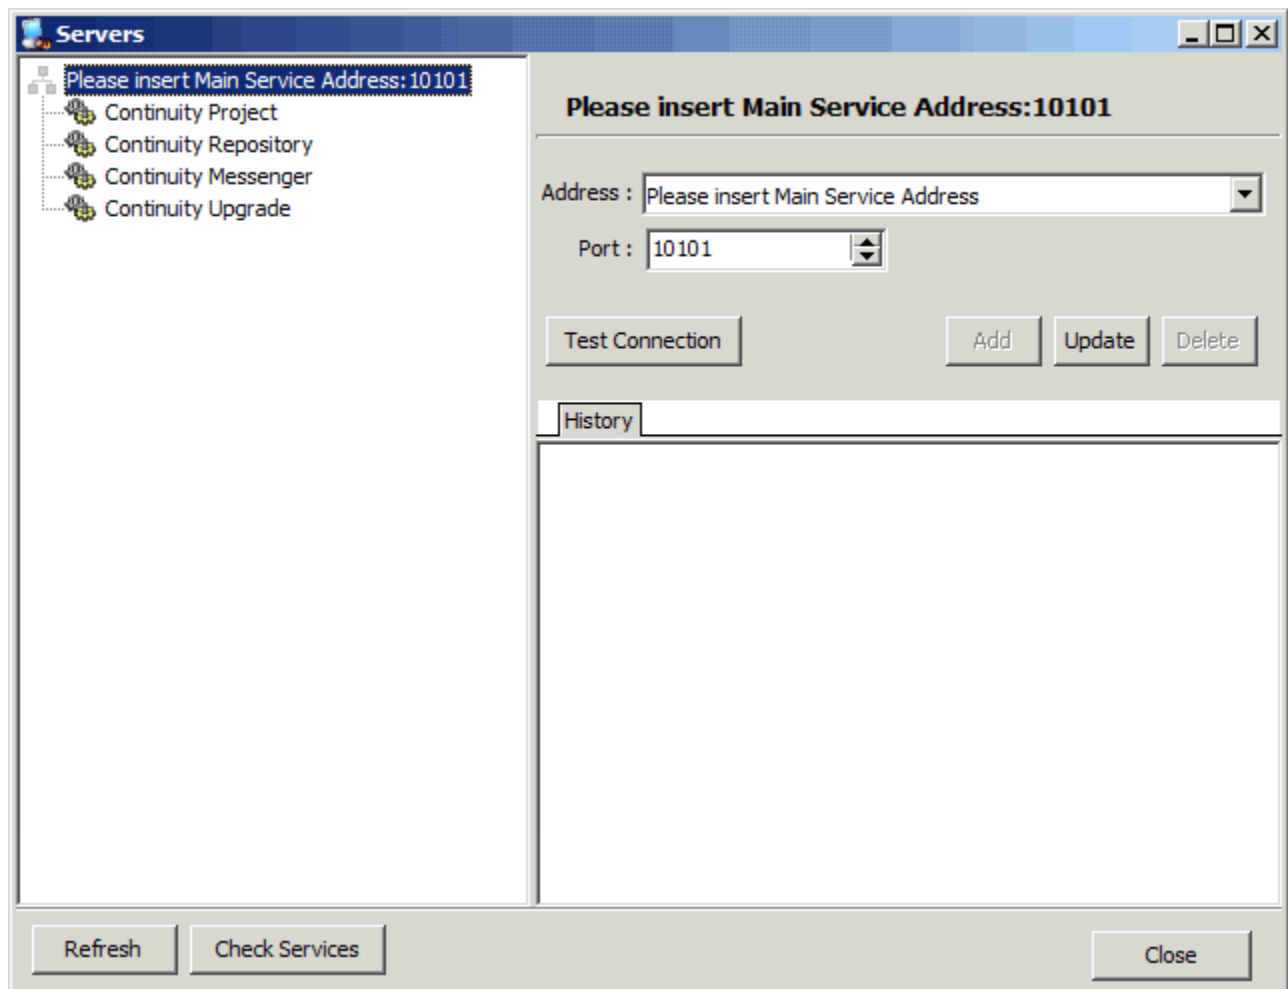 Servers
Please insert Main Service Address:10101
Continuity Project
Continuity Repository
Continuity Messenger
Continuity Upgrade
Please insert Main Service Address:10101
Address : Please insert Main Service Address
Port : 10101
Test Connection Add Update Delete
History
Refresh Check Services Close